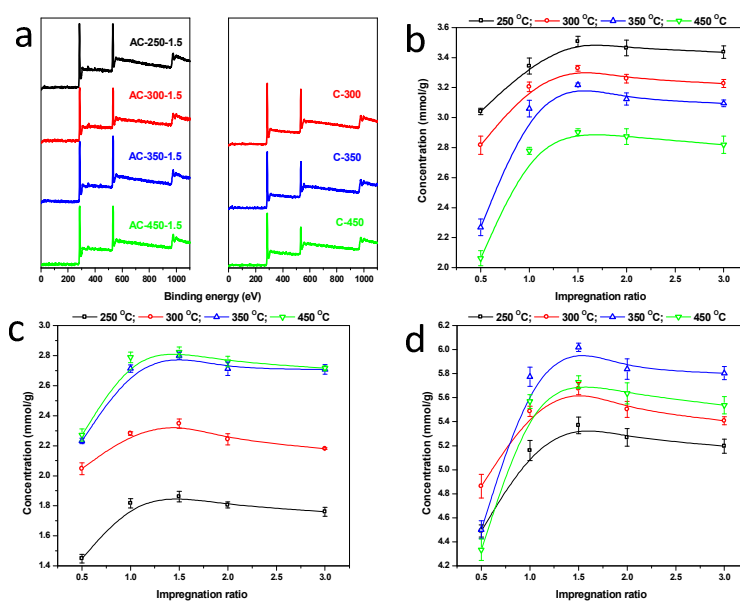 a
AC-250-1.5
AC-300-1.5
AC-350-1.5
AC-450-1.5
C-300
C-350
C-450
0 200 400 600 800 1000
0 200 400 600 800 1000
Binding energy (eV)
b
250 °C; 300 °C; 350 °C; 450 °C
Concentration (mmol/g)
3.6
3.4
3.2
3.0
2.8
2.6
2.4
2.2
2.0
0.5 1.0 1.5 2.0 2.5 3.0
Impregnation ratio
c
250 °C; 300 °C; 350 °C; 450 °C
Concentration (mmol/g)
3.0
2.8
2.6
2.4
2.2
2.0
1.8
1.6
1.4
0.5 1.0 1.5 2.0 2.5 3.0
Impregnation ratio
d
250 °C; 300 °C; 350 °C; 450 °C
Concentration (mmol/g)
6.2
6.0
5.8
5.6
5.4
5.2
5.0
4.8
4.6
4.4
4.2
0.5 1.0 1.5 2.0 2.5 3.0
Impregnation ratio